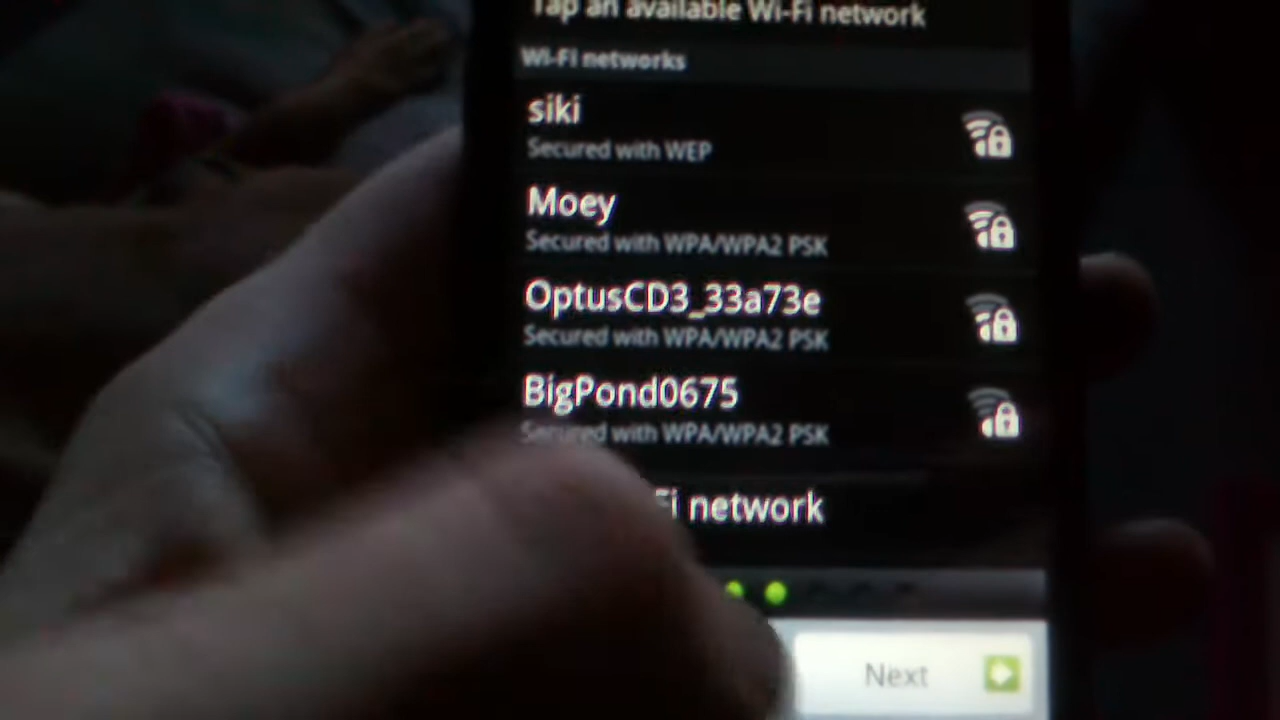 Tap an available Wi-Fi network
Wi-Fi networks
siki
Secured with WEP
Moey
Secured with WPA/WPA2 PSK
OptusCD3_33a73e
Secured with WPA/WPA2 PSK
BigPond0675
Secured with WPA/WPA2 PSK
Fi network
Next